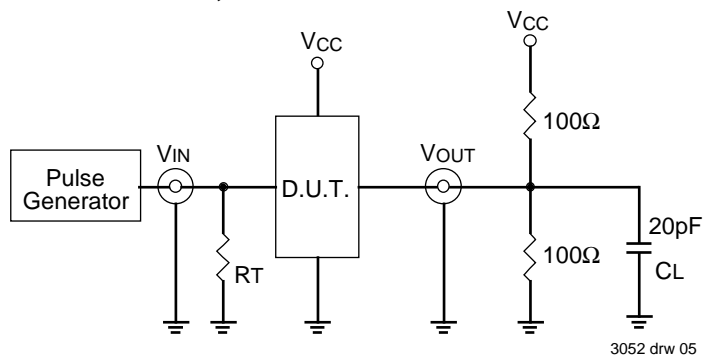 VCC
VCC
100Ω
VIN
VOUT
Pulse
Generator
D.U.T.
RT
100Ω
20pF
CL
3052 drw 05